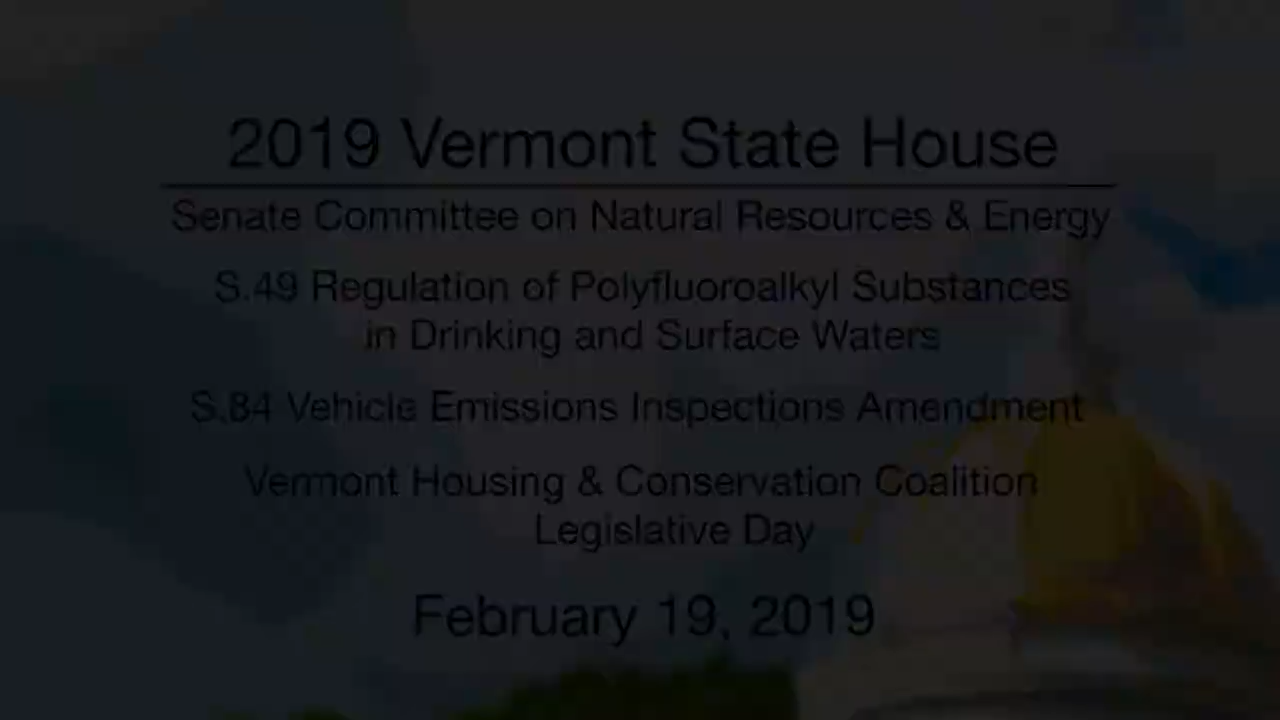 2019 Vermont State House
Senate Committee on Natural Resources & Energy
S.49 Regulation of Polyfluoroalkyl Substances
in Drinking and Surface Waters
S.84 Vehicle Emissions Inspections Amendment
Vermont Housing & Conservation Coalition
Legislative Day
February 19, 2019